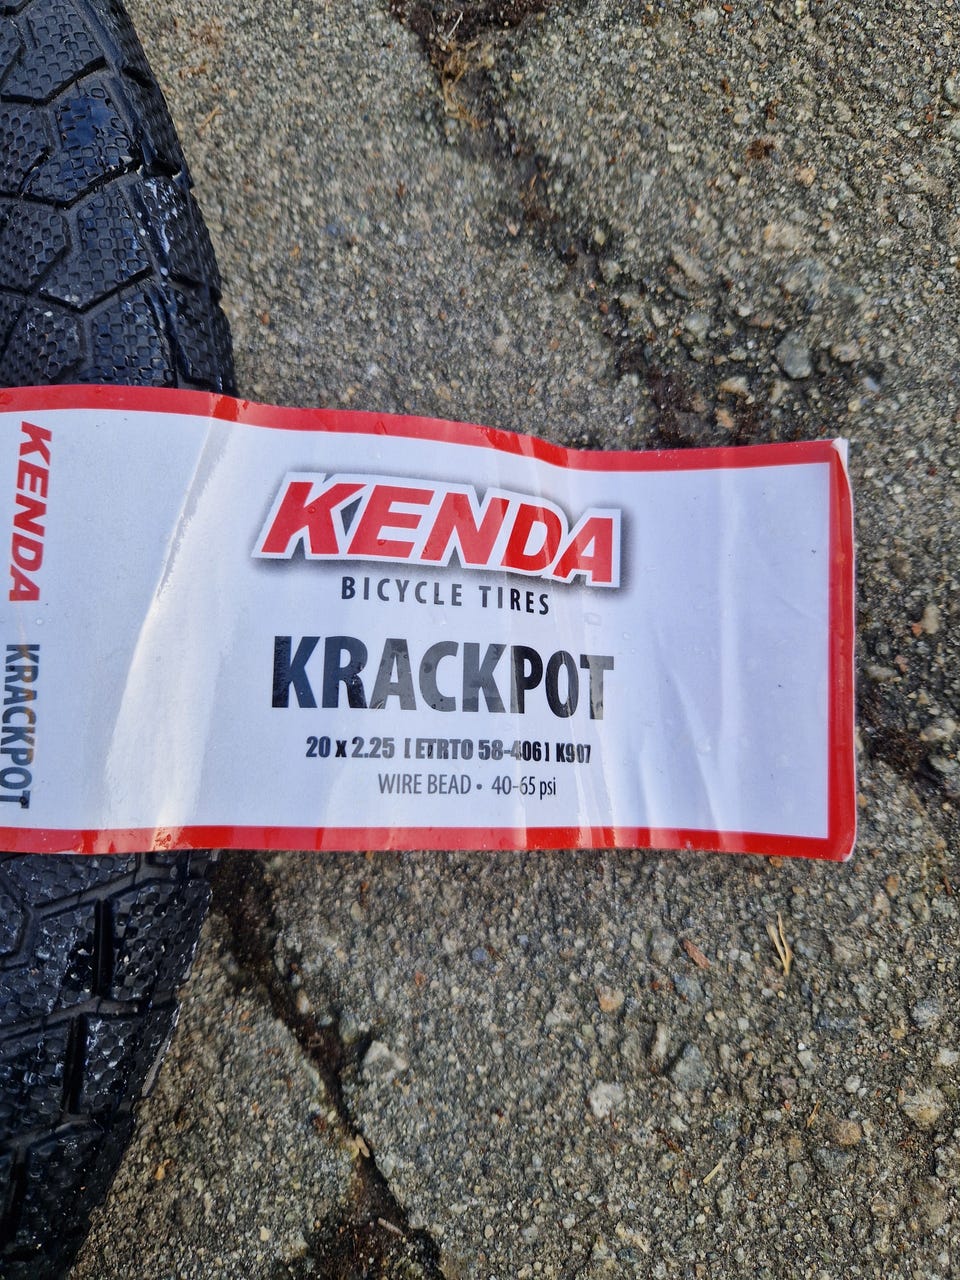 KENDA KRACKPOT
KENDA
BICYCLE TIRES
KRACKPOT
20 x 2.25 [ETRTO 58-406] K907
WIRE BEAD • 40-65 psi